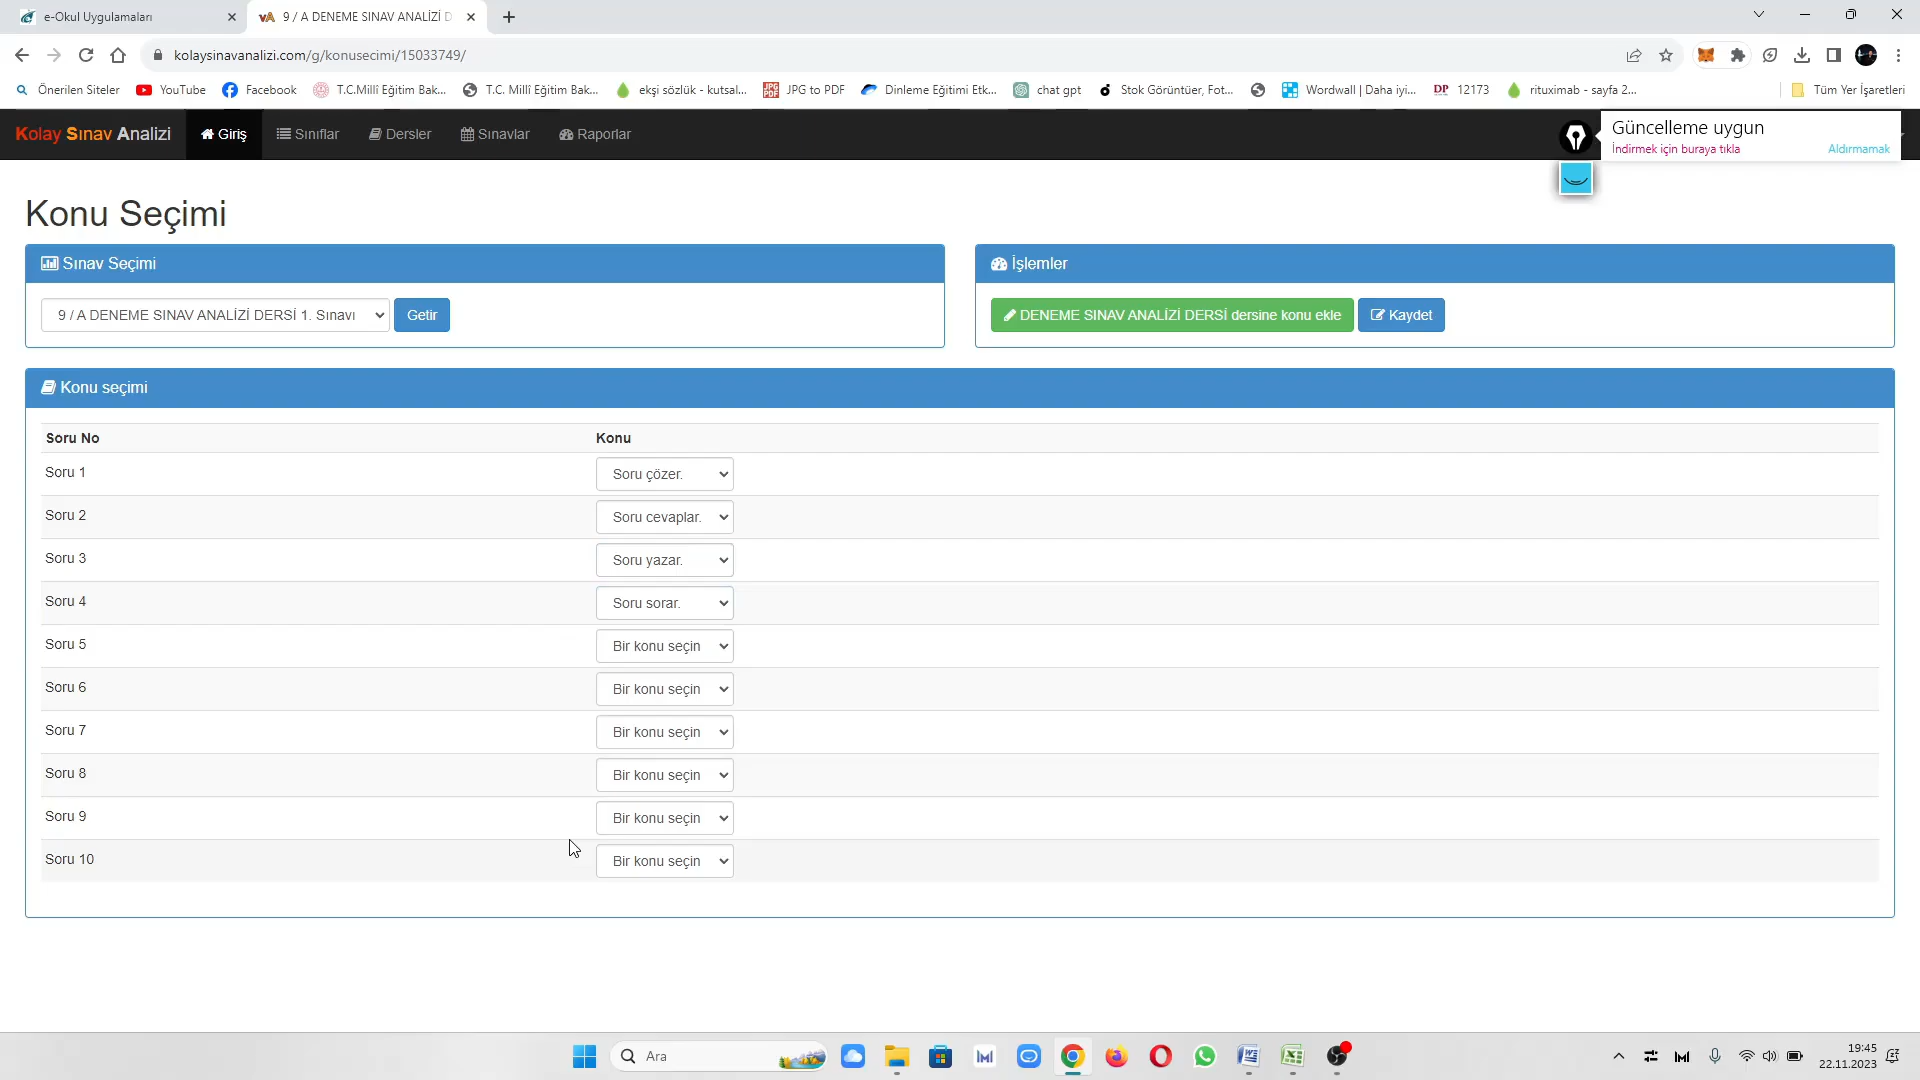 e-Okul Uygulamaları
9 / A DENEME SINAV ANALİZİ D
kolaysinavanalizi.com/g/konusecimi/15033749/
Önerilen Siteler
YouTube
Facebook
T.C.Millî Eğitim Bak...
T.C. Millî Eğitim Bak...
ekşi sözlük - kutsal...
JPG to PDF
Dinleme Eğitimi Etk...
chat gpt
Stok Görüntüer, Fot...
Wordwall | Daha iyi...
DP 12173
rituximab - sayfa 2...
Tüm Yer İşaretleri
Kolay Sınav Analizi
Giriş
Sınıflar
Dersler
Sınavlar
Raporlar
Güncelleme uygun
İndirmek için buraya tıkla
Aldırmamak
Konu Seçimi
Sınav Seçimi
9 / A DENEME SINAV ANALİZİ DERSİ 1. Sınavı
Getir
İşlemler
DENEME SINAV ANALİZİ DERSİ dersine konu ekle
Kaydet
Konu seçimi
Soru No Konu
Soru 1 Soru çözer.
Soru 2 Soru cevaplar.
Soru 3 Soru yazar.
Soru 4 Soru sorar.
Soru 5 Bir konu seçin
Soru 6 Bir konu seçin
Soru 7 Bir konu seçin
Soru 8 Bir konu seçin
Soru 9 Bir konu seçin
Soru 10 Bir konu seçin
Ara
19:45
22.11.2023